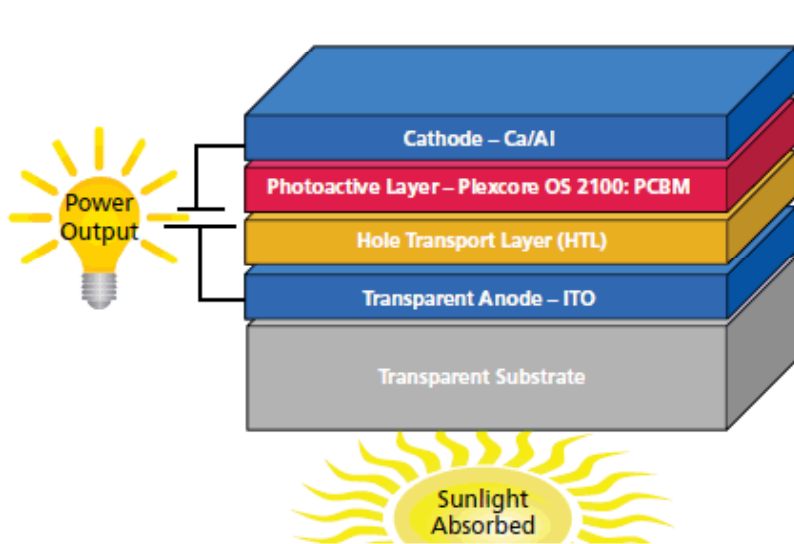 Cathode – Ca/Al
Photoactive Layer – Plexcore OS 2100: PCBM
Power
Output
Hole Transport Layer (HTL)
Transparent Anode – ITO
Transparent Substrate
Sunlight
Absorbed